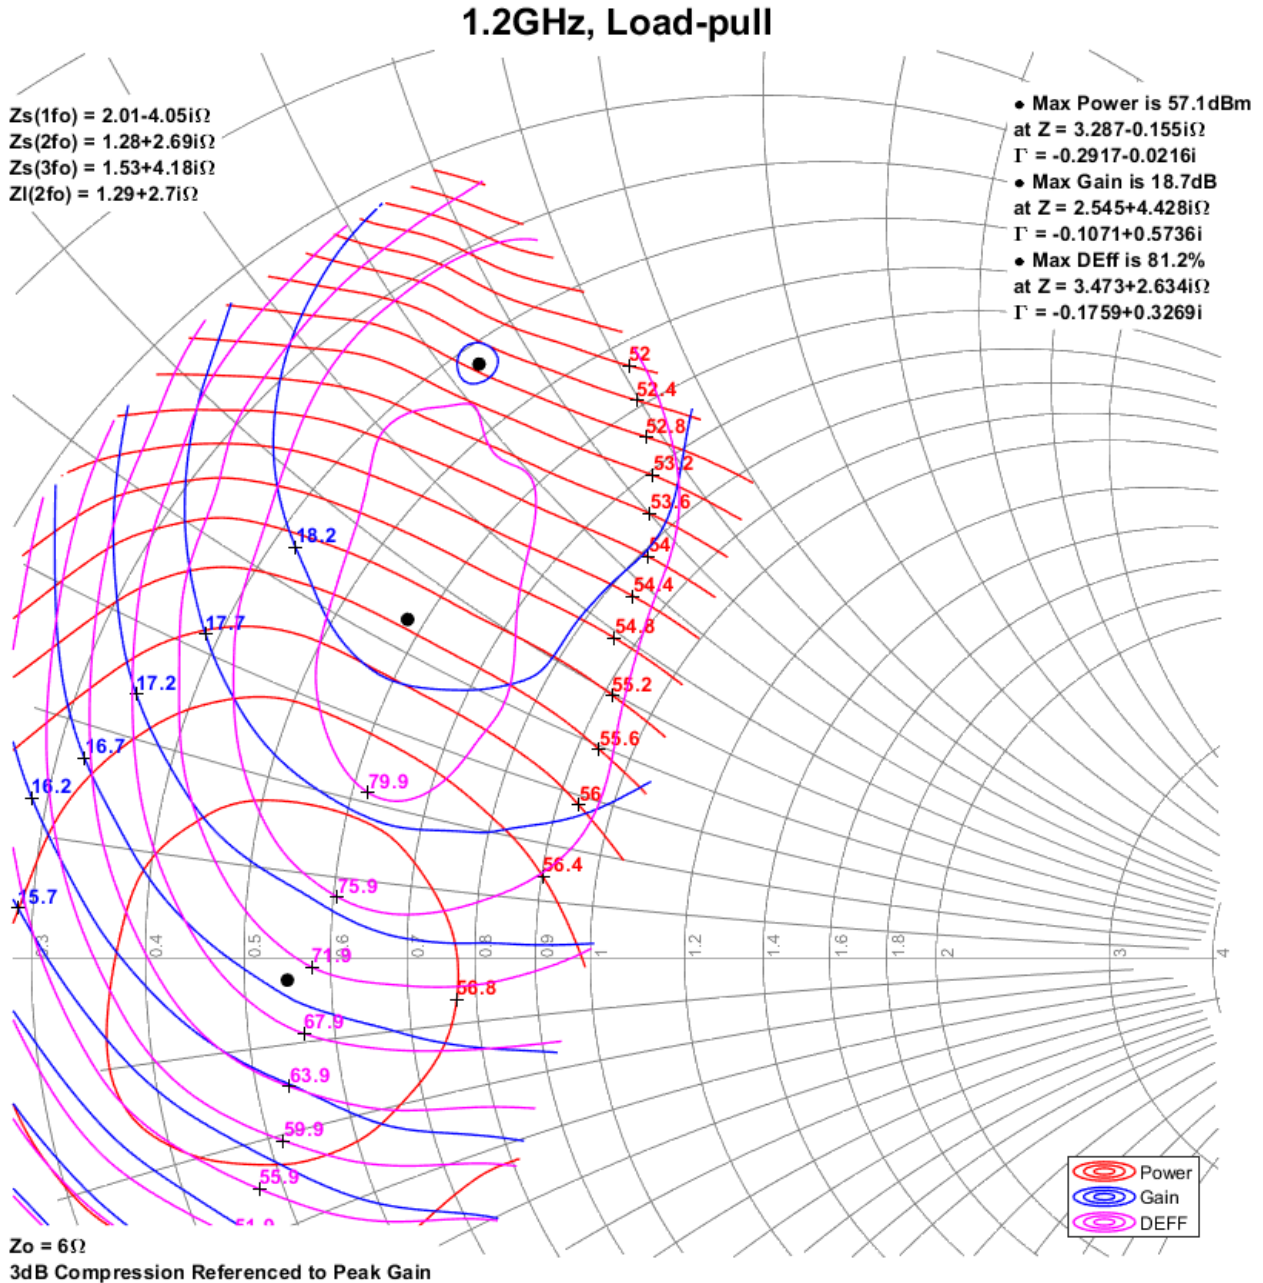 1.2GHz, Load-pull
Zs(1fo) = 2.01-4.05iΩ
Zs(2fo) = 1.28+2.69iΩ
Zs(3fo) = 1.53+4.18iΩ
Zl(2fo) = 1.29+2.7iΩ
● Max Power is 57.1dBm
at Z = 3.287-0.155iΩ
Γ = -0.2917-0.0216i
● Max Gain is 18.7dB
at Z = 2.545+4.428iΩ
Γ = -0.1071+0.5736i
● Max DEff is 81.2%
at Z = 3.473+2.634iΩ
Γ = -0.1759+0.3269i
52
52.4
52.8
53.2
53.6
54
54.4
54.8
55.2
55.6
56
56.4
56.8
18.2
17.7
17.2
16.7
16.2
15.7
79.9
75.9
71.9
67.9
63.9
59.9
55.9
51.9
0.3
0.4
0.5
0.6
0.7
0.8
0.9
1
1.2
1.4
1.6
1.8
2
3
4
Power
Gain
DEFF
Zo = 6Ω
3dB Compression Referenced to Peak Gain